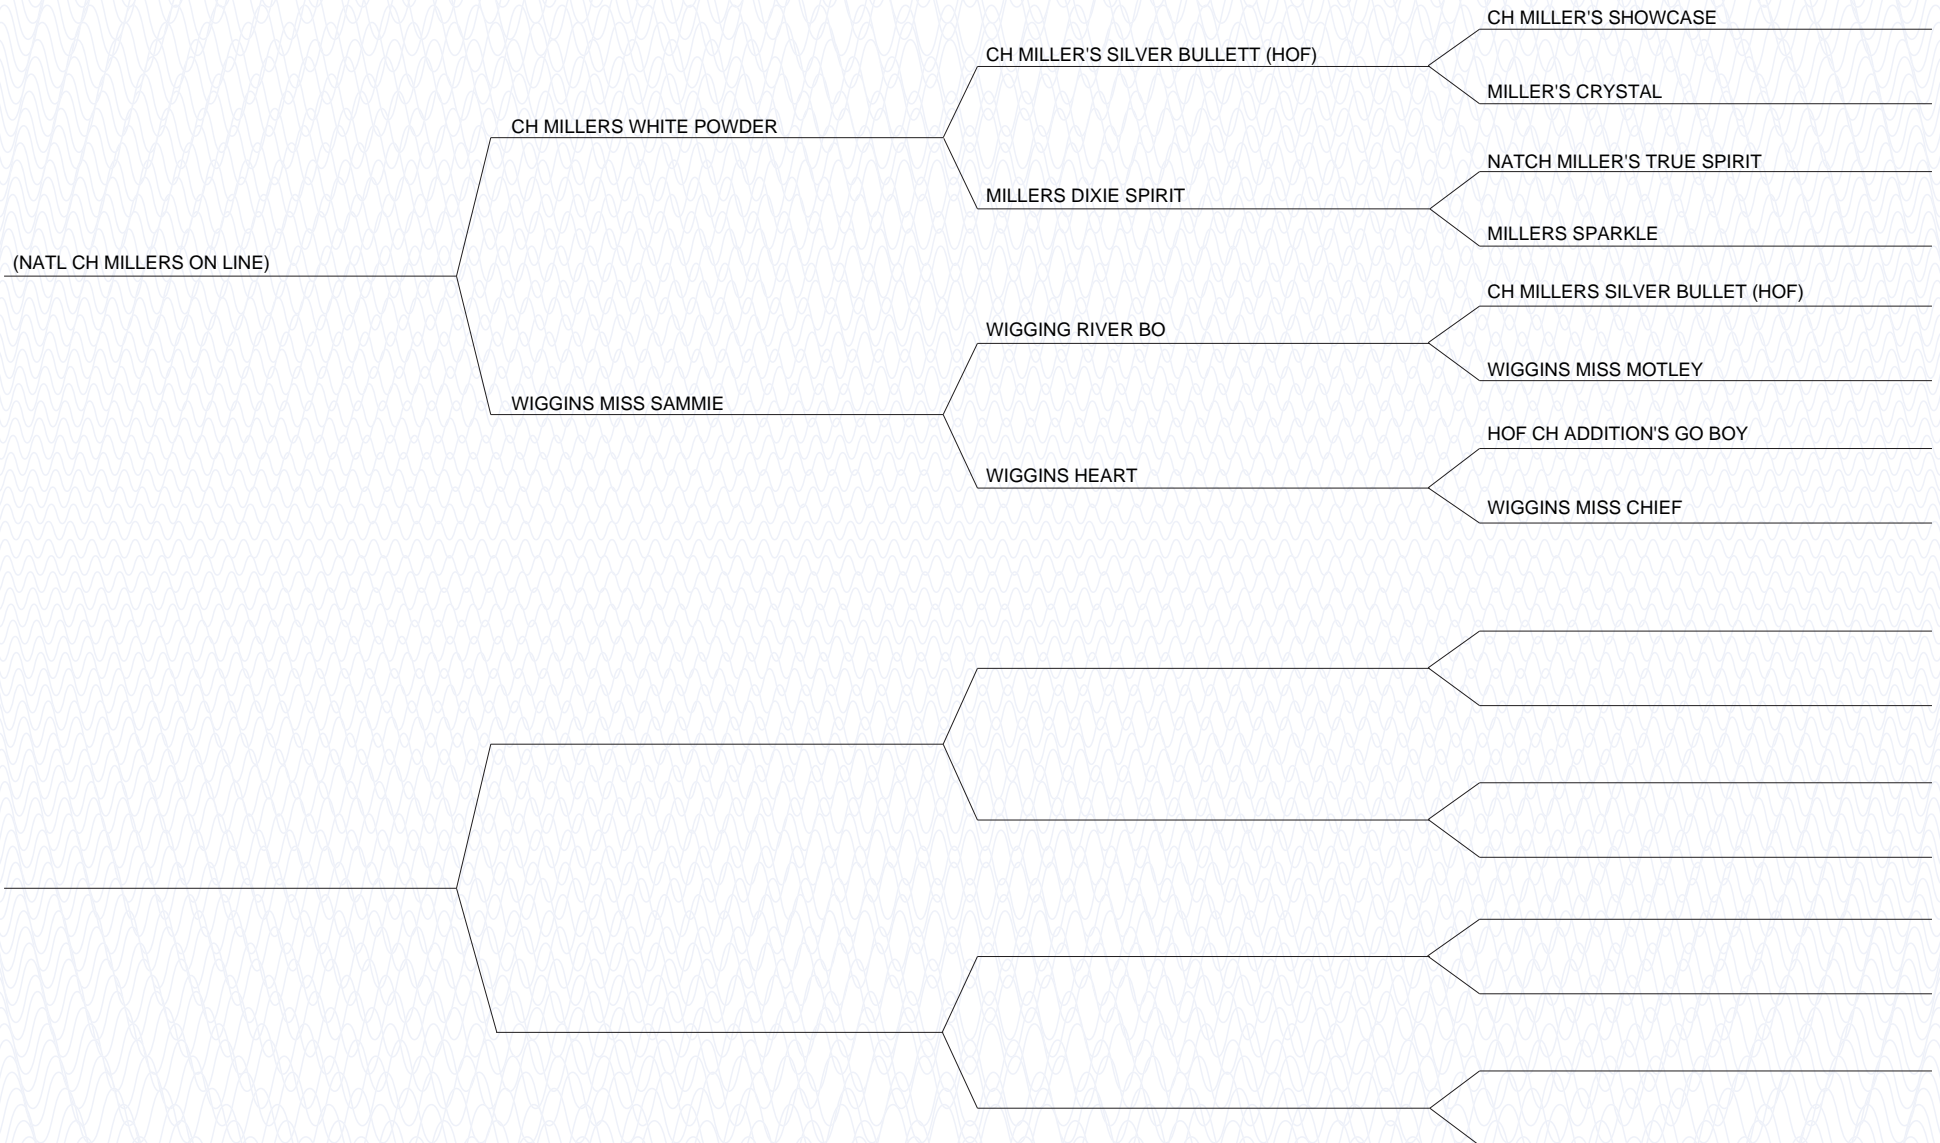 CH MILLER'S SHOWCASE
CH MILLER'S SILVER BULLETT (HOF)
MILLER'S CRYSTAL
CH MILLERS WHITE POWDER
NATCH MILLER'S TRUE SPIRIT
MILLERS DIXIE SPIRIT
MILLERS SPARKLE
(NATL CH MILLERS ON LINE)
CH MILLERS SILVER BULLET (HOF)
WIGGING RIVER BO
WIGGINS MISS MOTLEY
WIGGINS MISS SAMMIE
HOF CH ADDITION'S GO BOY
WIGGINS HEART
WIGGINS MISS CHIEF